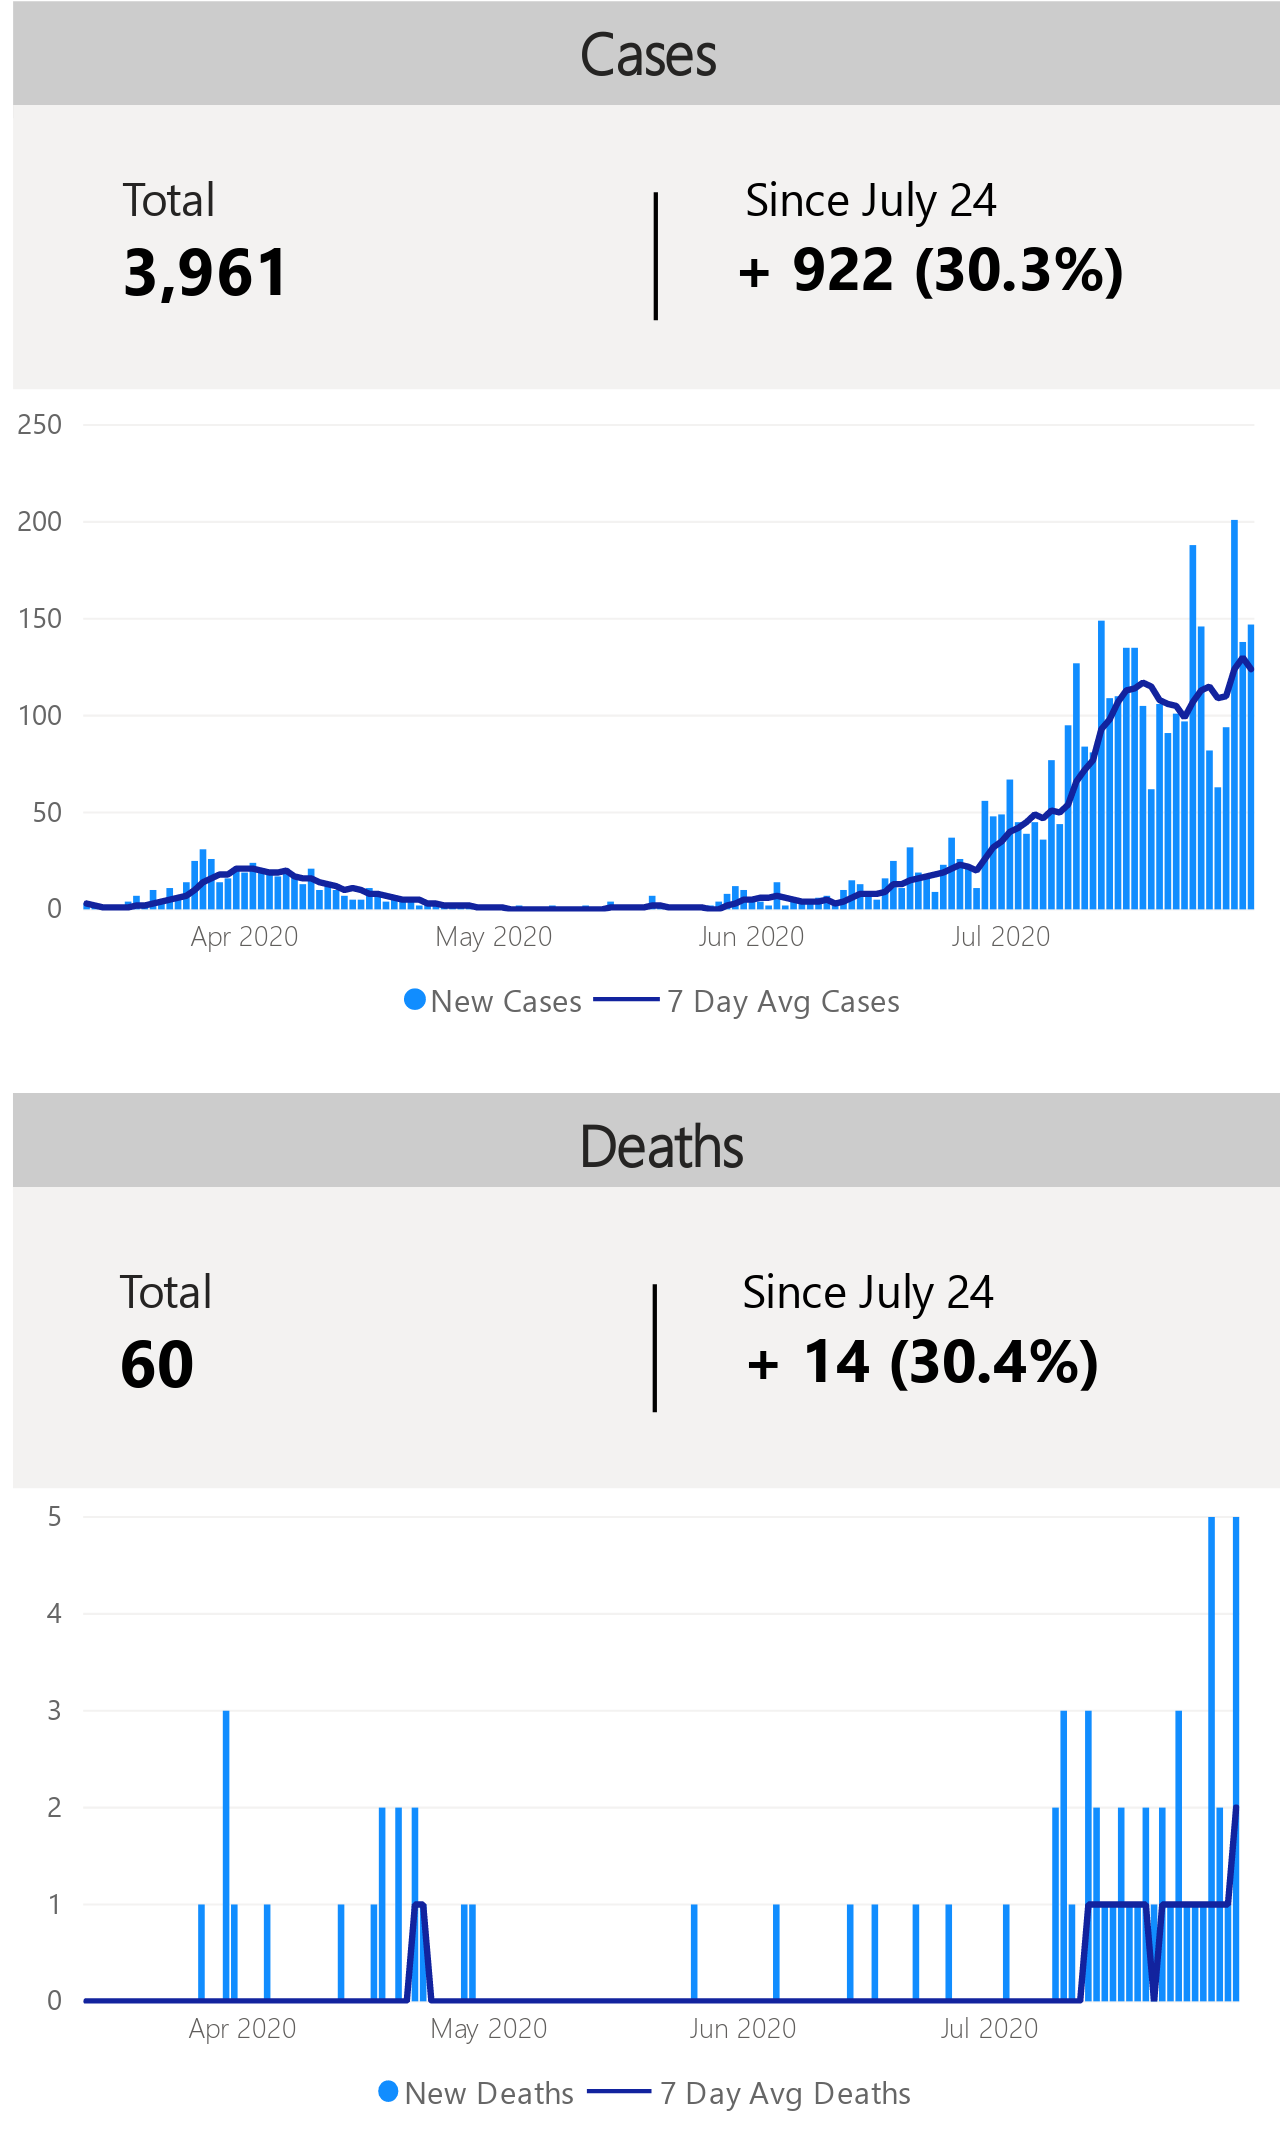 Cases
Total
Since July 24
3,961
+ 922 (30.3%)
250
200
150
100
50
0
Apr 2020
May 2020
Jun 2020
Jul 2020
New Cases
7 Day Avg Cases
Deaths
Total
Since July 24
60
+ 14 (30.4%)
5
4
3
2
1
0
Apr 2020
May 2020
Jun 2020
Jul 2020
New Deaths
7 Day Avg Deaths